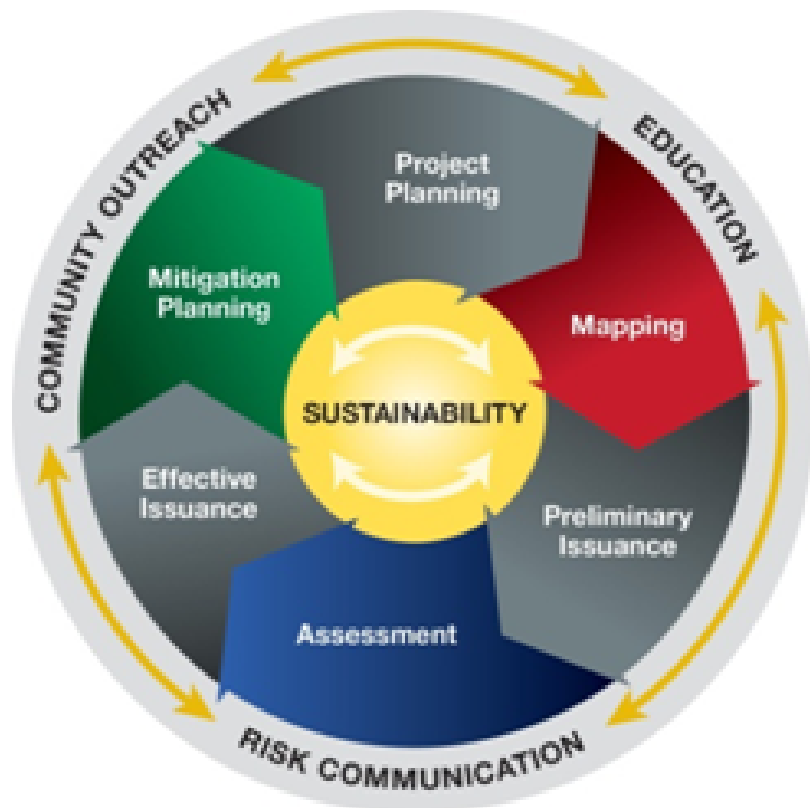 COMMUNITY OUTREACH
EDUCATION
Project
Planning
Mitigation
Planning
Mapping
SUSTAINABILITY
Effective
Issuance
Preliminary
Issuance
Assessment
RISK COMMUNICATION